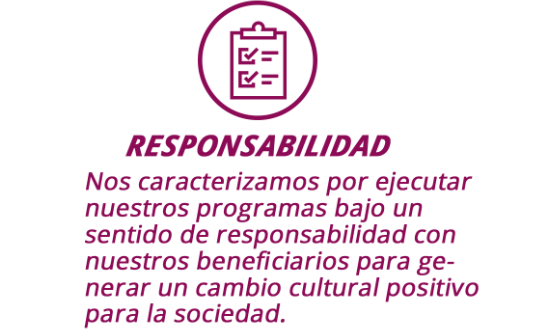 RESPONSABILIDAD
Nos caracterizamos por ejecutar
nuestros programas bajo un
sentido de responsabilidad con
nuestros beneficiarios para ge-
nerar un cambio cultural positivo
para la sociedad.